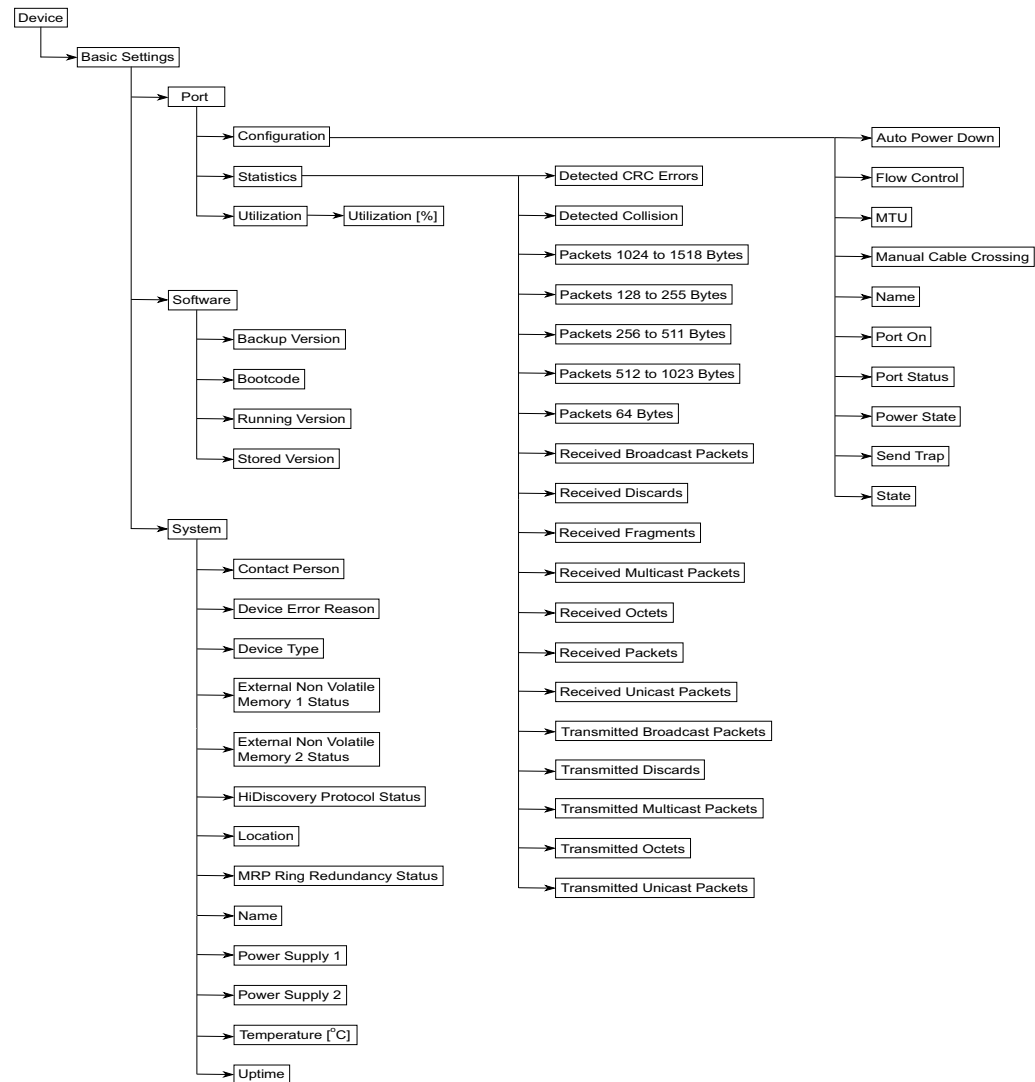 Device
Basic Settings
Port
Configuration
Auto Power Down
Flow Control
MTU
Manual Cable Crossing
Name
Port On
Port Status
Power State
Send Trap
State
Statistics
Detected CRC Errors
Detected Collision
Packets 1024 to 1518 Bytes
Packets 128 to 255 Bytes
Packets 256 to 511 Bytes
Packets 512 to 1023 Bytes
Packets 64 Bytes
Received Broadcast Packets
Received Discards
Received Fragments
Received Multicast Packets
Received Octets
Received Packets
Received Unicast Packets
Transmitted Broadcast Packets
Transmitted Discards
Transmitted Multicast Packets
Transmitted Octets
Transmitted Unicast Packets
Utilization
Utilization [%]
Software
Backup Version
Bootcode
Running Version
Stored Version
System
Contact Person
Device Error Reason
Device Type
External Non Volatile
Memory 1 Status
External Non Volatile
Memory 2 Status
HiDiscovery Protocol Status
Location
MRP Ring Redundancy Status
Name
Power Supply 1
Power Supply 2
Temperature [°C]
Uptime